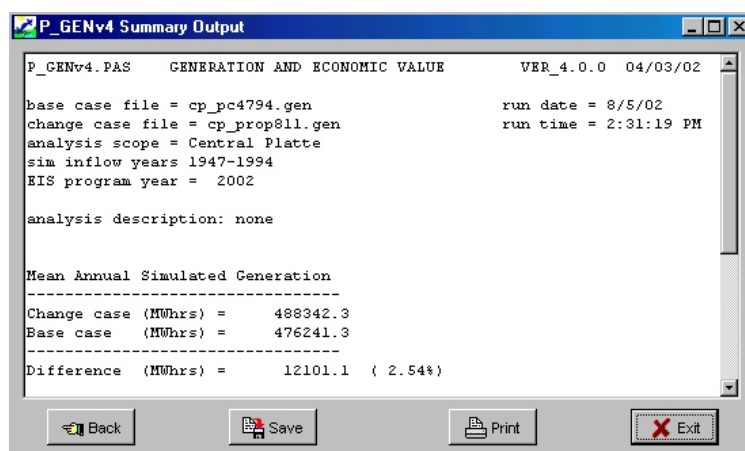 P_GENv4 Summary Output
P_GENv4.PAS GENERATION AND ECONOMIC VALUE VER_4.0.0 04/03/02
base case file = cp_pc4794.gen run date = 8/5/02
change case file = cp_prop811.gen run time = 2:31:19 PM
analysis scope = Central Platte
sim inflow years 1947-1994
EIS program year = 2002
analysis description: none
Mean Annual Simulated Generation
----------------------------------
Change case (MWhrs) = 488342.3
Base case (MWhrs) = 476241.3
----------------------------------
Difference (MWhrs) = 12101.1 ( 2.54%)
Back Save Print Exit